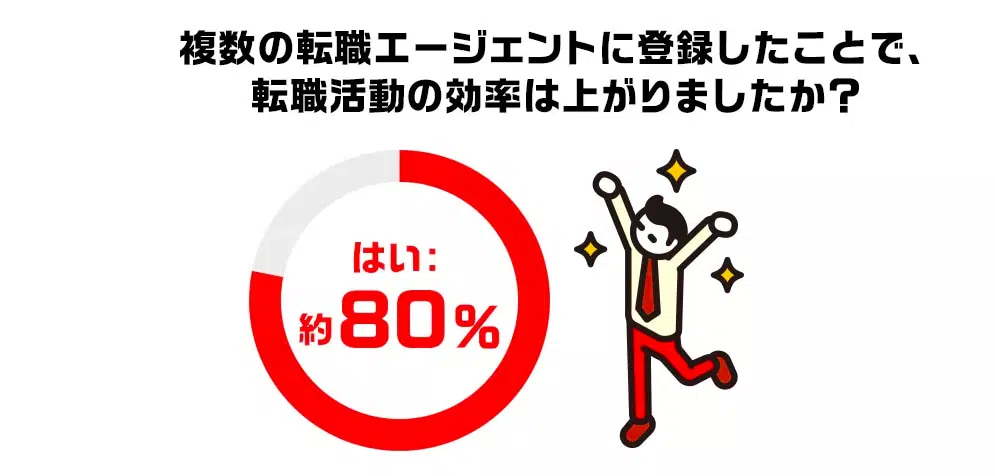 複数の転職エージェントに登録したことで、
転職活動の効率は上がりましたか？
はい：
約80%